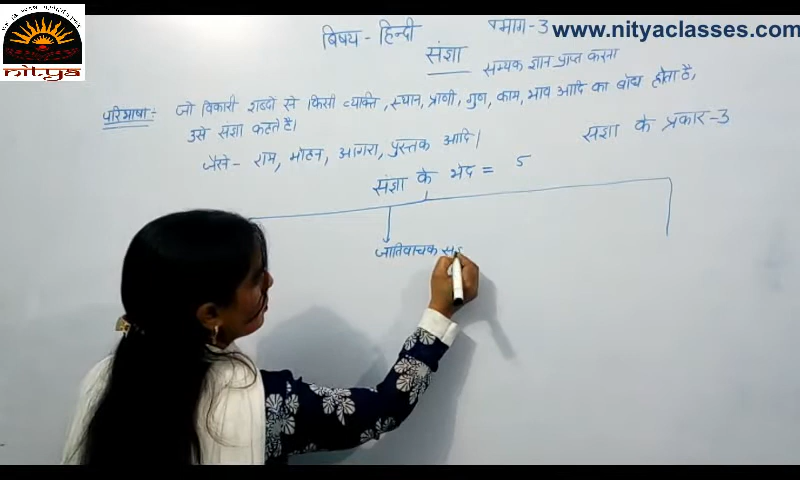 www.nityaclasses.com
nitya
विषय - हिन्दी भाग-3
संज्ञा सम्यक ज्ञान प्राप्त करना
परिभाषा:- जो विकारी शब्दों से किसी व्यक्ति, स्थान, प्राणी, गुण, काम, भाव आदि का बोध होता है,
उसे संज्ञा कहते हैं।
जैसे- राम, मोहन, आगरा, पुस्तक आदि।
संज्ञा के प्रकार-3
संज्ञा के भेद = 5
जातिवाचक